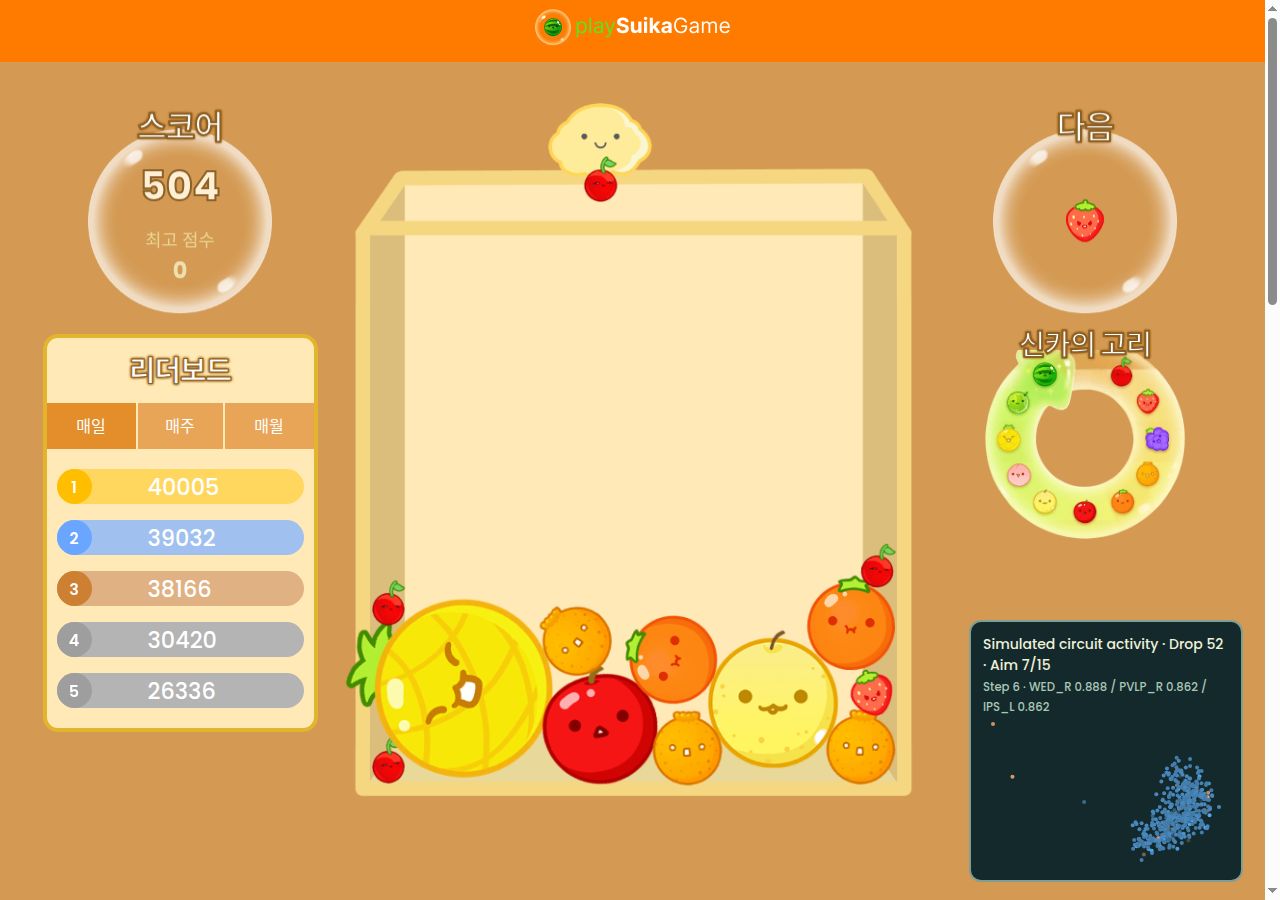 playSuikaGame
스코어
504
최고 점수
0
리더보드
매일 매주 매월
1 40005
2 39032
3 38166
4 30420
5 26336
다음
신카의 고리
Simulated circuit activity · Drop 52
· Aim 7/15
Step 6 · WED_R 0.888 / PVLP_R 0.862 /
IPS_L 0.862